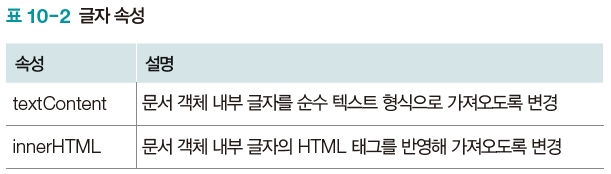 표 10-2 글자 속성
속성 설명
textContent 문서 객체 내부 글자를 순수 텍스트 형식으로 가져오도록 변경
innerHTML 문서 객체 내부 글자의 HTML 태그를 반영해 가져오도록 변경